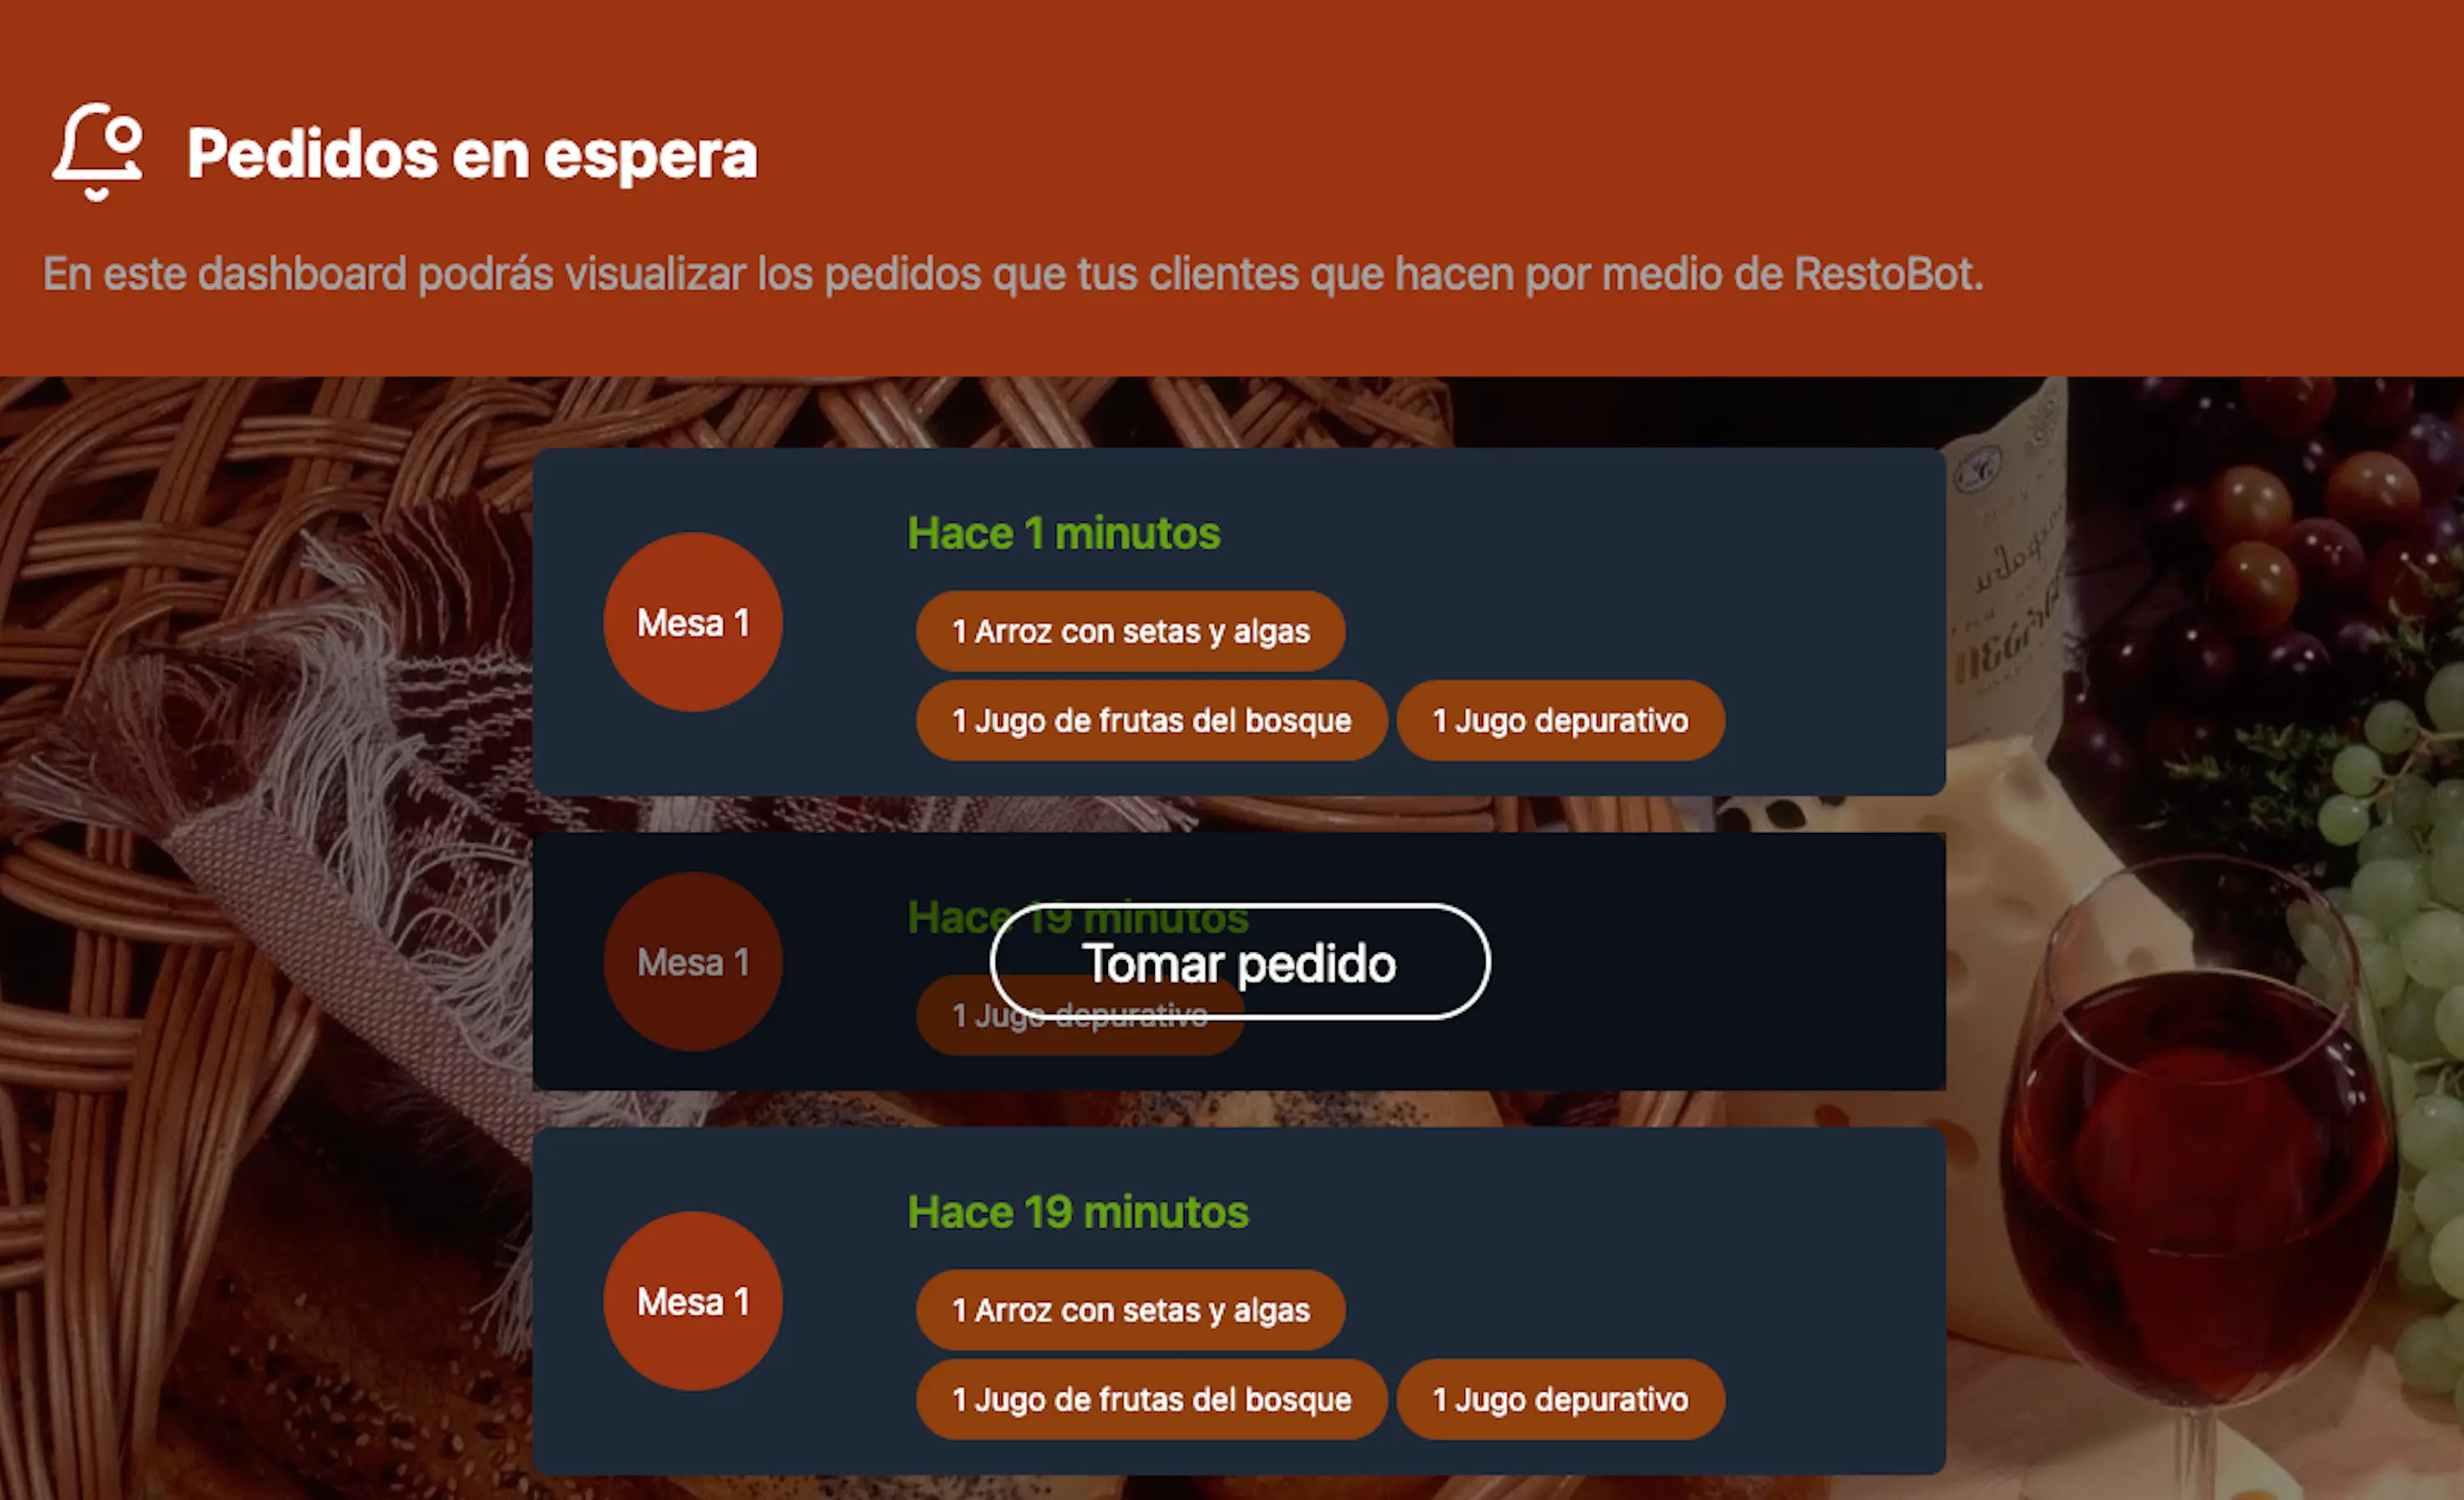 Pedidos en espera
En este dashboard podrás visualizar los pedidos que tus clientes que hacen por medio de RestoBot.
Hace 1 minutos
Mesa 1
1 Arroz con setas y algas
1 Jugo de frutas del bosque 1 Jugo depurativo
Hace 19 minutos
Mesa 1
Tomar pedido
1 Jugo depurativo
Hace 19 minutos
Mesa 1
1 Arroz con setas y algas
1 Jugo de frutas del bosque 1 Jugo depurativo